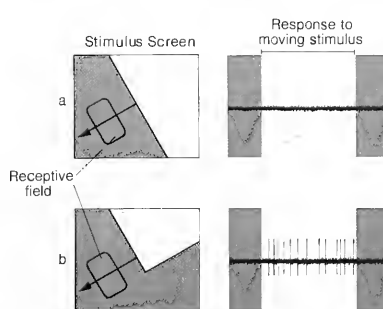 Stimulus Screen
Response to
moving stimulus
a
Receptive
field
b